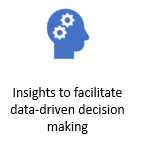 Insights to facilitate
data-driven decision
making